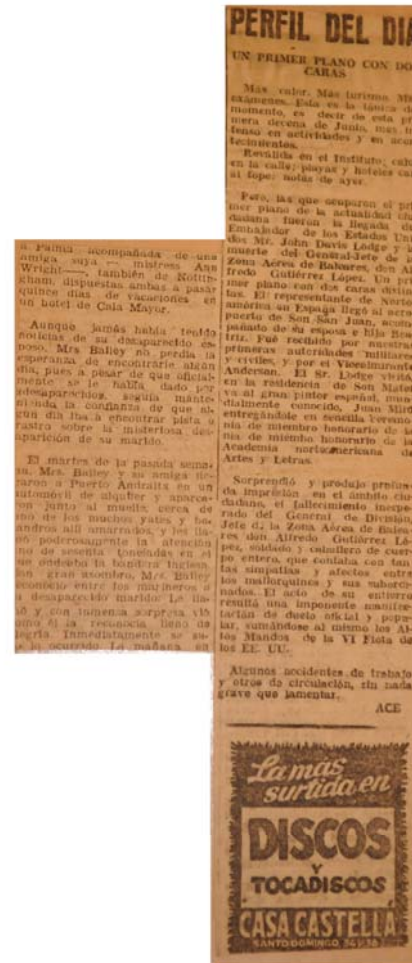 a Palma acompañada de una
amiga suya — mistress Ann
Wright—, también de Nottin-
gham, dispuestas ambas a pasar
quince días de vacaciones en
un hotel de Cala Mayor.
Aunque jamás había tenido
noticias de su desaparecido es-
poso, Mrs. Bailey no perdía la
esperanza de encontrarle algún
día, pues a pesar de que oficial-
mente se le había dado por
desaparecidos, seguía mante-
niendo la confianza de que al-
gún día iba a encontrar pista o
rastro sobre la misteriosa des-
aparición de su marido.
El martes de la pasada sema-
na, Mrs. Bailey y su amiga lle-
garon a Puerto Andraitx en un
automóvil de alquiler y aparca-
ron junto al muelle, cerca de
uno de los muchos yates y ba-
landros allí amarrados, y les lla-
mó poderosamente la atención
uno de sesenta toneladas en el
que ondeaba la bandera inglesa.
Con gran asombro, Mrs. Bailey
reconoció entre los marineros a
su desaparecido marido. Le lla-
mó y con inmensa sorpresa vió
como él la reconocía lleno de
alegría. Inmediatamente se su-
po lo ocurrido. La mañana en
PERFIL DEL DIA
UN PRIMER PLANO CON DOS
CARAS
Más calor. Más turismo. Más
exámenes. Esta es la tónica del
momento, es decir de esta pri-
mera decena de Junio, mes in-
tenso en actividades y en acon-
tecimientos.
Reválida en el Instituto; calor
en la calle; playas y hoteles casi
al tope: notas de ayer.
Pero, las que ocuparon el pri-
mer plano de la actualidad ciu-
dadana fueron la llegada del
Embajador de los Estados Uni-
dos Mr. John Davis Lodge y la
muerte del General-Jefe de la
Zona Aérea de Baleares, don Al-
fredo Gutiérrez López. Un pri-
mer plano con dos caras distin-
tas. El representante de Norte-
américa en España llegó al aero-
puerto de Son San Juan, acom-
pañado de su esposa e hija Bea-
triz. Fué recibido por nuestras
primeras autoridades militares
y civiles, y por el Vicealmirante
Anderson. El Sr. Lodge visitó
en la residencia de Son
al gran pintor español, mun-
dialmente conocido, Juan Miró
entregándole en sencilla ceremo-
nia de miembro honorario de la
nia de miembro honorario de la
Academia norteamericana de
Artes y Letras.
Sorprendió y produjo profun-
da impresión en el ámbito ciu-
dadano, el fallecimiento inespe-
rado del General de División
Jefe de la Zona Aérea de Balea-
res don Alfredo Gutiérrez Ló-
pez, soldado y caballero de cuer-
po entero, que contaba con tan-
tas simpatías y afectos entre
los mallorquines y sus subordi-
nados. El acto de su entierro
resultó una imponente manifes-
tación de duelo oficial y popu-
lar, sumándose al mismo los Al-
tos Mandos de la VI Flota de
los EE. UU.
Algunos accidentes de trabajo
y otros de circulación, sin nada
grave que lamentar.
ACE
La más
surtida en
DISCOS
Y
TOCADISCOS
CASA CASTELLÁ
SANTO DOMINGO, 34 y 36